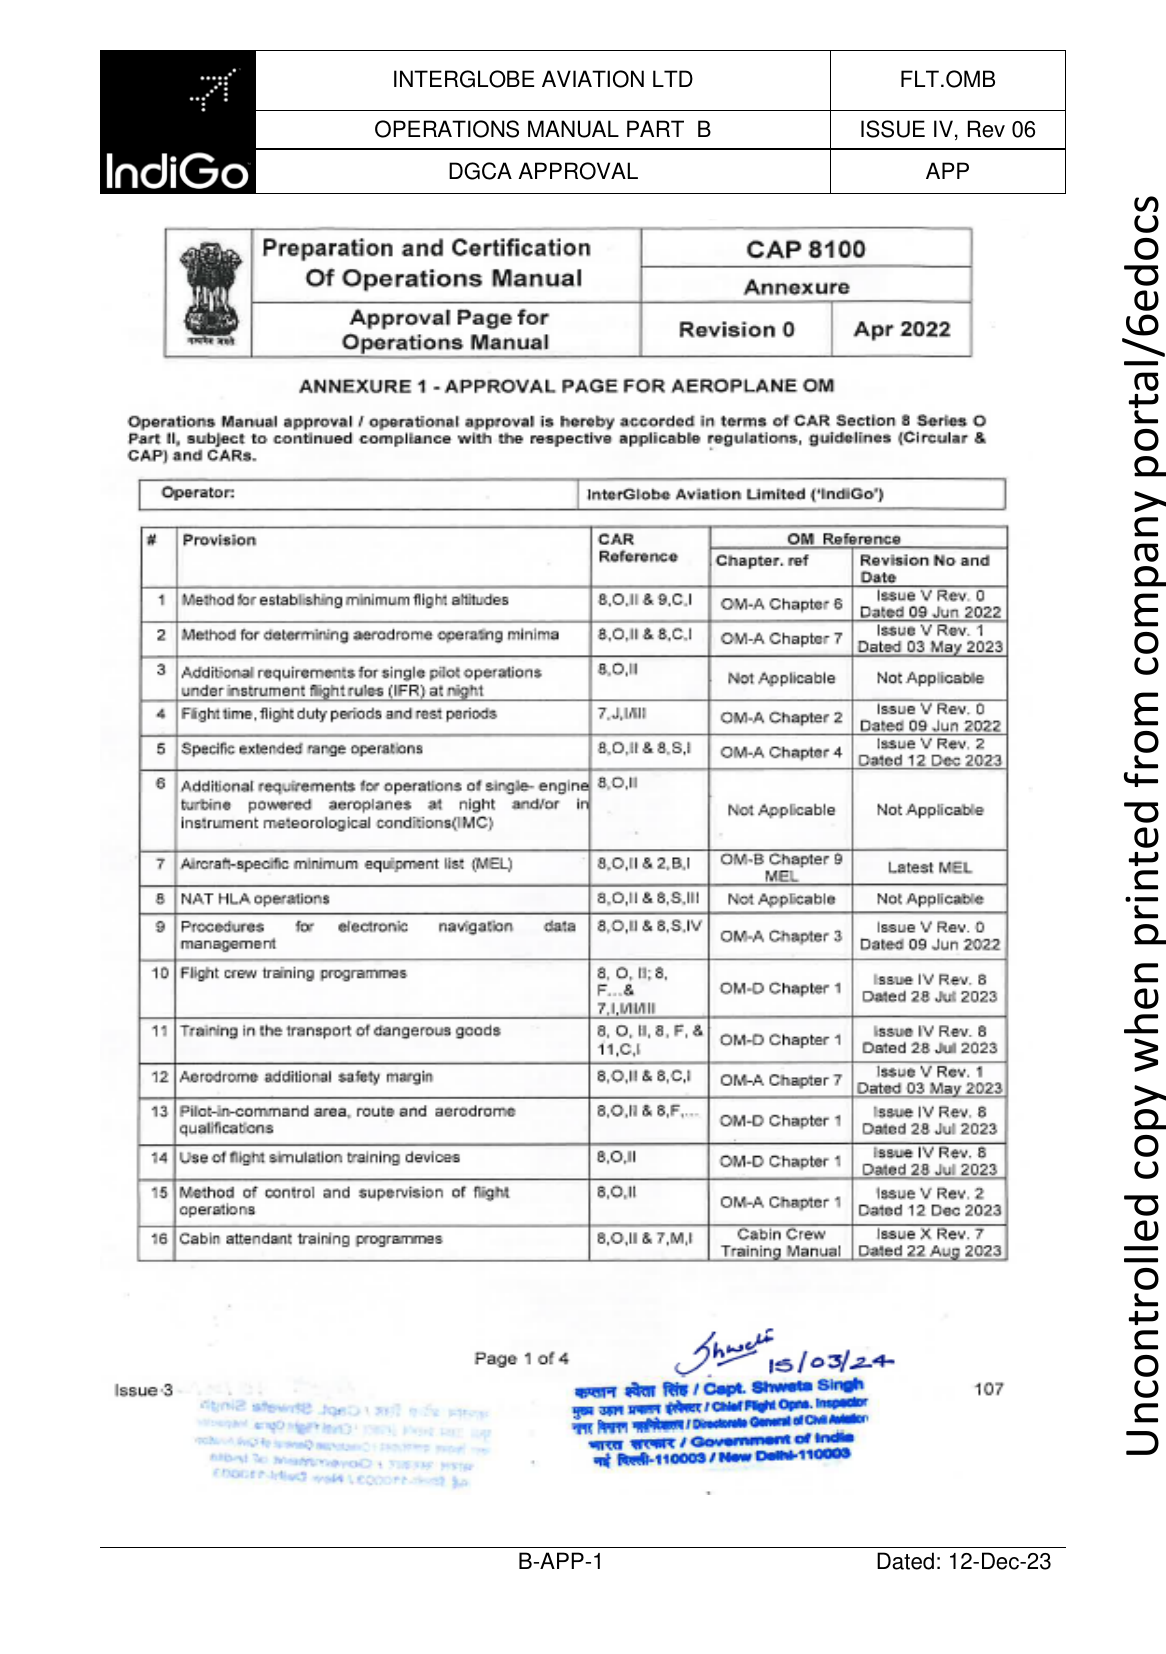 INTERGLOBE AVIATION LTD
FLT.OMB
OPERATIONS MANUAL PART B
ISSUE IV, Rev 06
IndiGo
DGCA APPROVAL
APP
Preparation and Certification
Of Operations Manual
CAP 8100
Annexure
सत्यमेव जयते
Approval Page for
Operations Manual
Revision 0
Apr 2022
ANNEXURE 1 - APPROVAL PAGE FOR AEROPLANE OM
Operations Manual approval / operational approval is hereby accorded in terms of CAR Section 8 Series O
Part II, subject to continued compliance with the respective applicable regulations, guidelines (Circular &
CAP) and CARs.
Operator:
InterGlobe Aviation Limited ('IndiGo')
# Provision CAR Reference OM Reference
Chapter. ref Revision No and Date
1 Method for establishing minimum flight altitudes 8,O,II & 9,C,I OM-A Chapter 6 Issue V Rev. 0
Dated 09 Jun 2022
2 Method for determining aerodrome operating minima 8,O,II & 8,C,I OM-A Chapter 7 Issue V Rev. 1
Dated 03 May 2023
3 Additional requirements for single pilot operations 8,O,II Not Applicable Not Applicable
under instrument flight rules (IFR) at night
4 Flight time, flight duty periods and rest periods 7,J,I/II/III OM-A Chapter 2 Issue V Rev. 0
Dated 09 Jun 2022
5 Specific extended range operations 8,O,II & 8,S,I OM-A Chapter 4 Issue V Rev. 2
Dated 12 Dec 2023
6 Additional requirements for operations of single- engine 8,O,II
turbine powered aeroplanes at night and/or in Not Applicable Not Applicable
instrument meteorological conditions(IMC)
7 Aircraft-specific minimum equipment list (MEL) 8,O,II & 2,B,I OM-B Chapter 9 Latest MEL
MEL
8 NAT HLA operations 8,O,II & 8,S,III Not Applicable Not Applicable
9 Procedures for electronic navigation data 8,O,II & 8,S,IV OM-A Chapter 3 Issue V Rev. 0
management Dated 09 Jun 2022
10 Flight crew training programmes 8, O, II; 8, OM-D Chapter 1 Issue IV Rev. 8
F...& Dated 28 Jul 2023
7,I,I/II/III
11 Training in the transport of dangerous goods 8, O, II, 8, F, & OM-D Chapter 1 Issue IV Rev. 8
11,C,I Dated 28 Jul 2023
12 Aerodrome additional safety margin 8,O,II & 8,C,I OM-A Chapter 7 Issue V Rev. 1
Dated 03 May 2023
13 Pilot-in-command area, route and aerodrome 8,O,II & 8,F,... OM-D Chapter 1 Issue IV Rev. 8
qualifications Dated 28 Jul 2023
14 Use of flight simulation training devices 8,O,II OM-D Chapter 1 Issue IV Rev. 8
Dated 28 Jul 2023
15 Method of control and supervision of flight 8,O,II OM-A Chapter 1 Issue V Rev. 2
operations Dated 12 Dec 2023
16 Cabin attendant training programmes 8,O,II & 7,M,I Cabin Crew Issue X Rev. 7
Training Manual Dated 22 Aug 2023
Page 1 of 4
Shweta
15/03/24
Issue 3
107
कप्तान श्वेता सिंह / Capt. Shweta Singh
मुख्य उड़ान प्रचालन इंस्पेक्टर / Chief Flight Opns. Inspector
नागर विमानन महानिदेशालय / Directorate General of Civil Aviation
भारत सरकार / Government of India
नई दिल्ली-110003 / New Delhi-110003
B-APP-1
Dated: 12-Dec-23
Uncontrolled copy when printed from company portal/6edocs